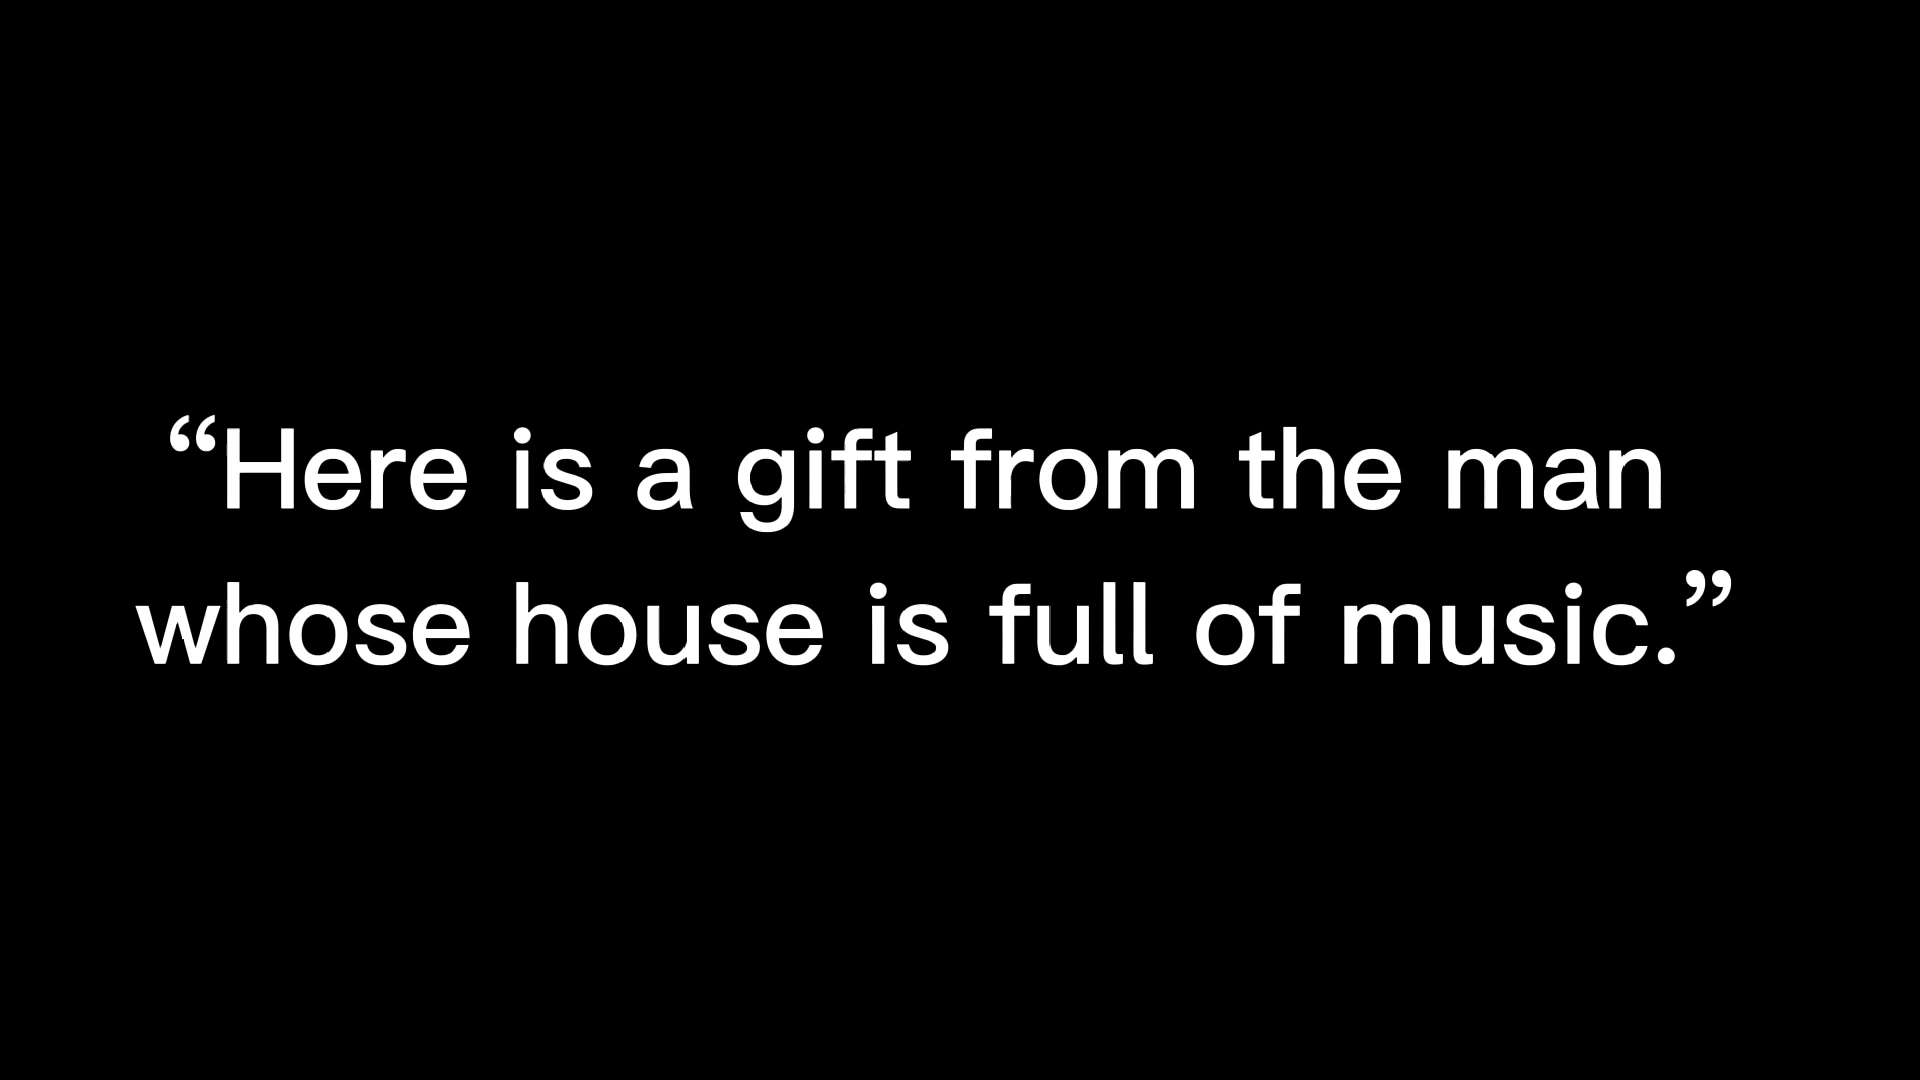 “Here is a gift from the man
whose house is full of music.”